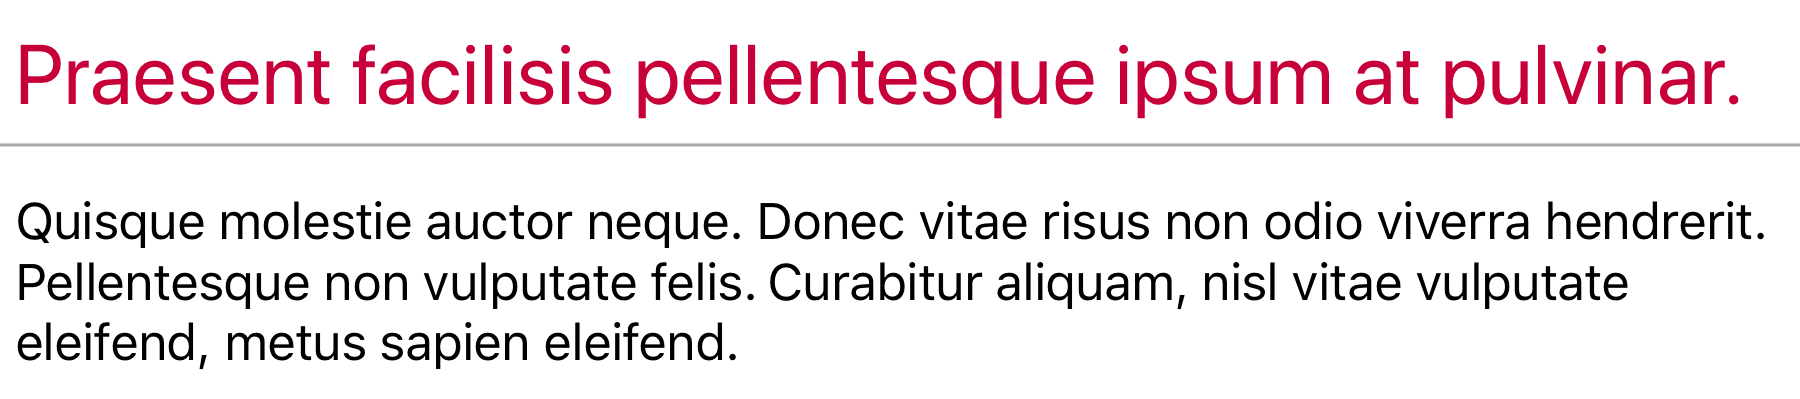 Praesent facilisis pellentesque ipsum at pulvinar.
Quisque molestie auctor neque. Donec vitae risus non odio viverra hendrerit.
Pellentesque non vulputate felis. Curabitur aliquam, nisl vitae vulputate
eleifend, metus sapien eleifend.